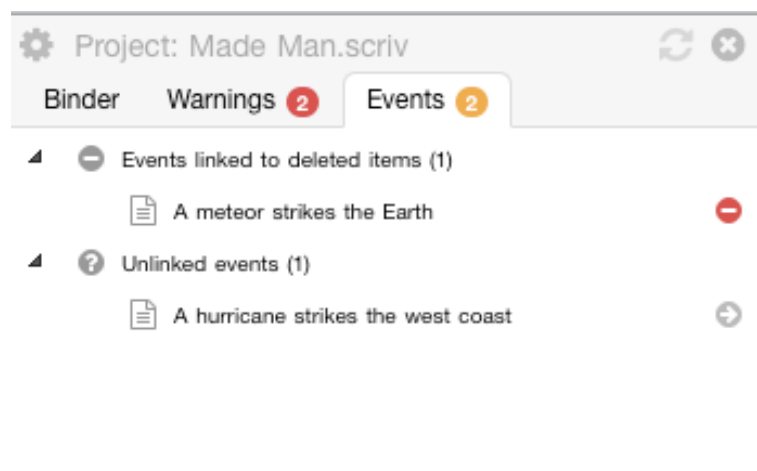 Project: Made Man.scriv
Binder Warnings 2 Events 2
Events linked to deleted items (1)
A meteor strikes the Earth
? Unlinked events (1)
A hurricane strikes the west coast